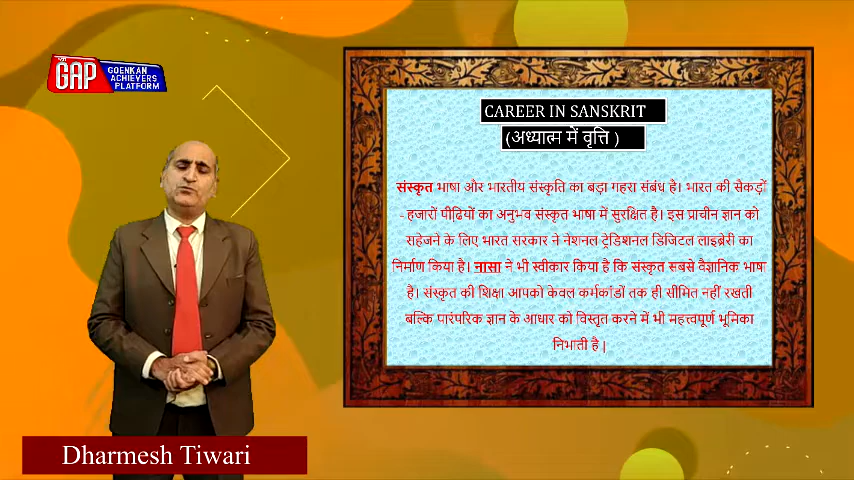 GAP
GOENKAN
ACHIEVERS
PLATFORM
CAREER IN SANSKRIT
(अध्यात्म में वृत्ति )
संस्कृत भाषा और भारतीय संस्कृति का बड़ा गहरा संबंध है। भारत की सैकड़ों
- हजारों पीढियों का अनुभव संस्कृत भाषा में सुरक्षित है। इस प्राचीन ज्ञान को
सहेजने के लिए भारत सरकार ने नेशनल ट्रेडिशनल डिजिटल लाइब्रेरी का
निर्माण किया है। नासा ने भी स्वीकार किया है कि संस्कृत सबसे वैज्ञानिक भाषा
है। संस्कृत की शिक्षा आपको केवल कर्मकांडों तक ही सीमित नहीं रखती
बल्कि पारंपरिक ज्ञान के आधार को विस्तृत करने में भी महत्त्वपूर्ण भूमिका
निभाती है |
Dharmesh Tiwari